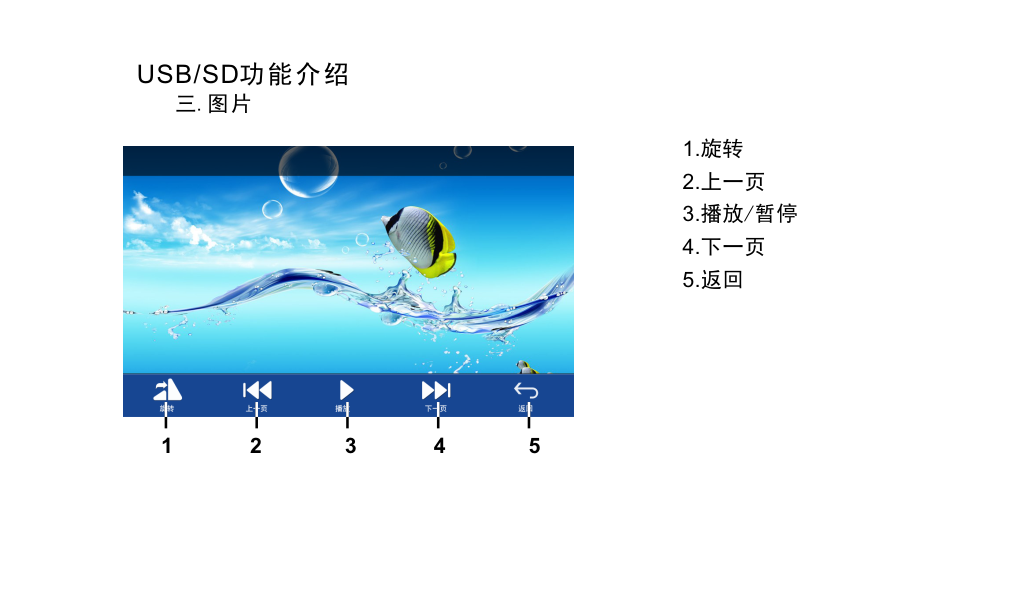 USB/SD功能介绍
三. 图片
1.旋转
2.上一页
3.播放/暂停
4.下一页
5.返回
旋转 上一页 播放 下一页 返回
1 2 3 4 5